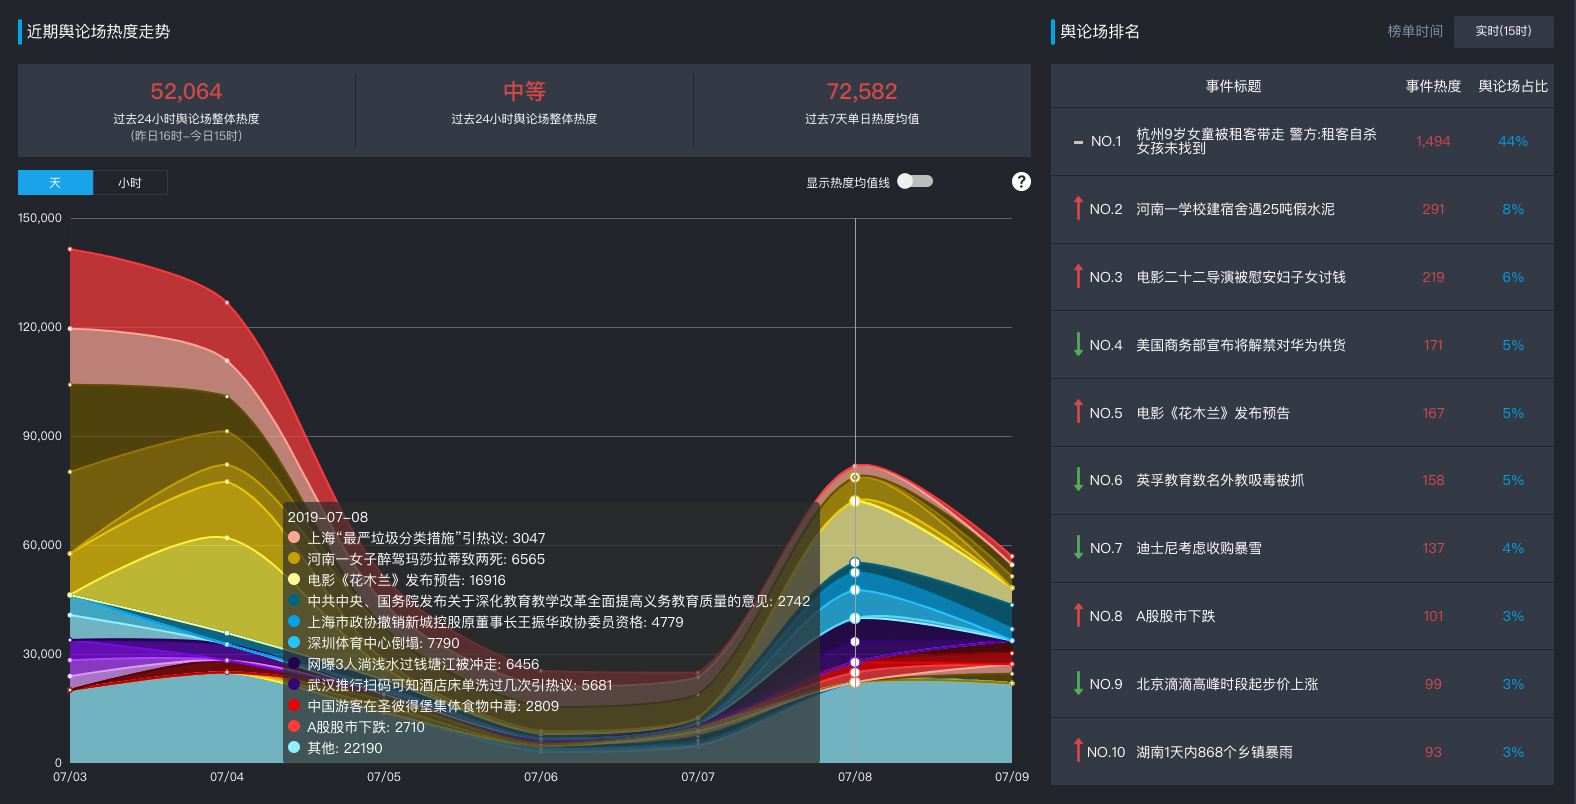 近期舆论场热度走势
52,064
过去24小时舆论场整体热度
(昨日16时-今日15时)
中等
过去24小时舆论场整体热度
72,582
过去7天单日热度均值
天
小时
显示热度均值线
?
150,000
120,000
90,000
60,000
30,000
0
07/03
07/04
07/05
07/06
07/07
07/08
07/09
2019-07-08
上海“最严垃圾分类措施”引热议: 3047
河南一女子醉驾玛莎拉蒂致两死: 6565
电影《花木兰》发布预告: 16916
中共中央、国务院发布关于深化教育教学改革全面提高义务教育质量的意见: 2742
上海市政协撤销新城控股原董事长王振华政协委员资格: 4779
深圳体育中心倒塌: 7790
网曝3人淌浅水过钱塘江被冲走: 6456
武汉推行扫码可知酒店床单洗过几次引热议: 5681
中国游客在圣彼得堡集体食物中毒: 2809
A股股市下跌: 2710
其他: 22190
舆论场排名
榜单时间
实时(15时)
事件标题 事件热度 舆论场占比
NO.1 杭州9岁女童被租客带走 警方:租客自杀
女孩未找到
1,494 44%
NO.2 河南一学校建宿舍遇25吨假水泥 291 8%
NO.3 电影二十二导演被慰安妇子女讨钱 219 6%
NO.4 美国商务部宣布将解禁对华为供货 171 5%
NO.5 电影《花木兰》发布预告 167 5%
NO.6 英孚教育数名外教吸毒被抓 158 5%
NO.7 迪士尼考虑收购暴雪 137 4%
NO.8 A股股市下跌 101 3%
NO.9 北京滴滴高峰时段起步价上涨 99 3%
NO.10 湖南1天内868个乡镇暴雨 93 3%